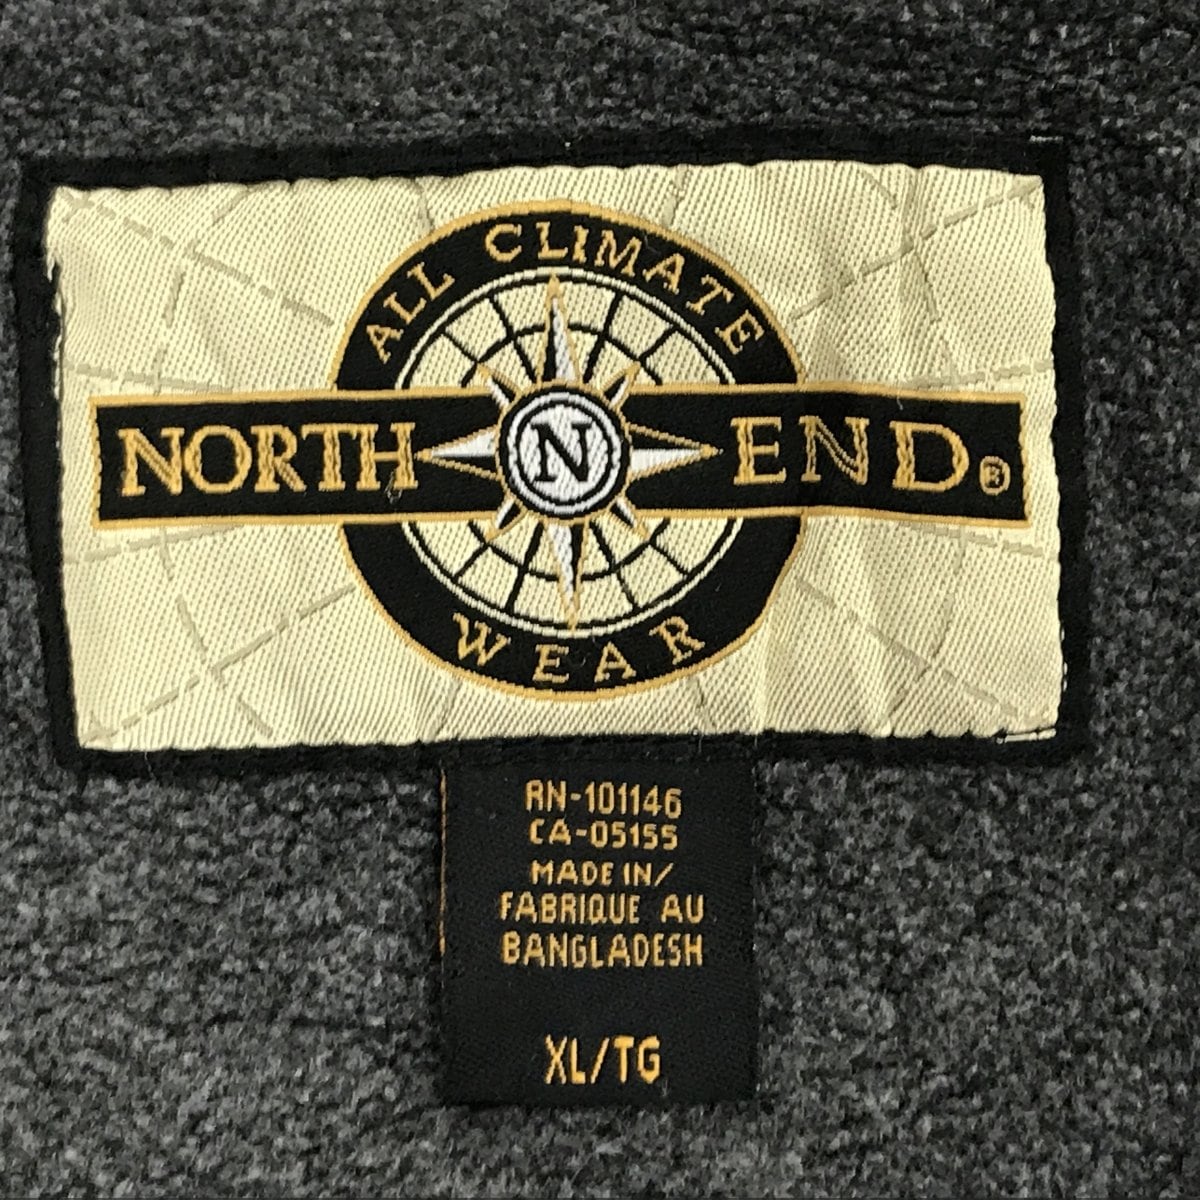 ALL CLIMATE
NORTH N END®
WEAR
RN-101146
CA-05155
MADE IN/
FABRIQUE AU
BANGLADESH
XL/TG